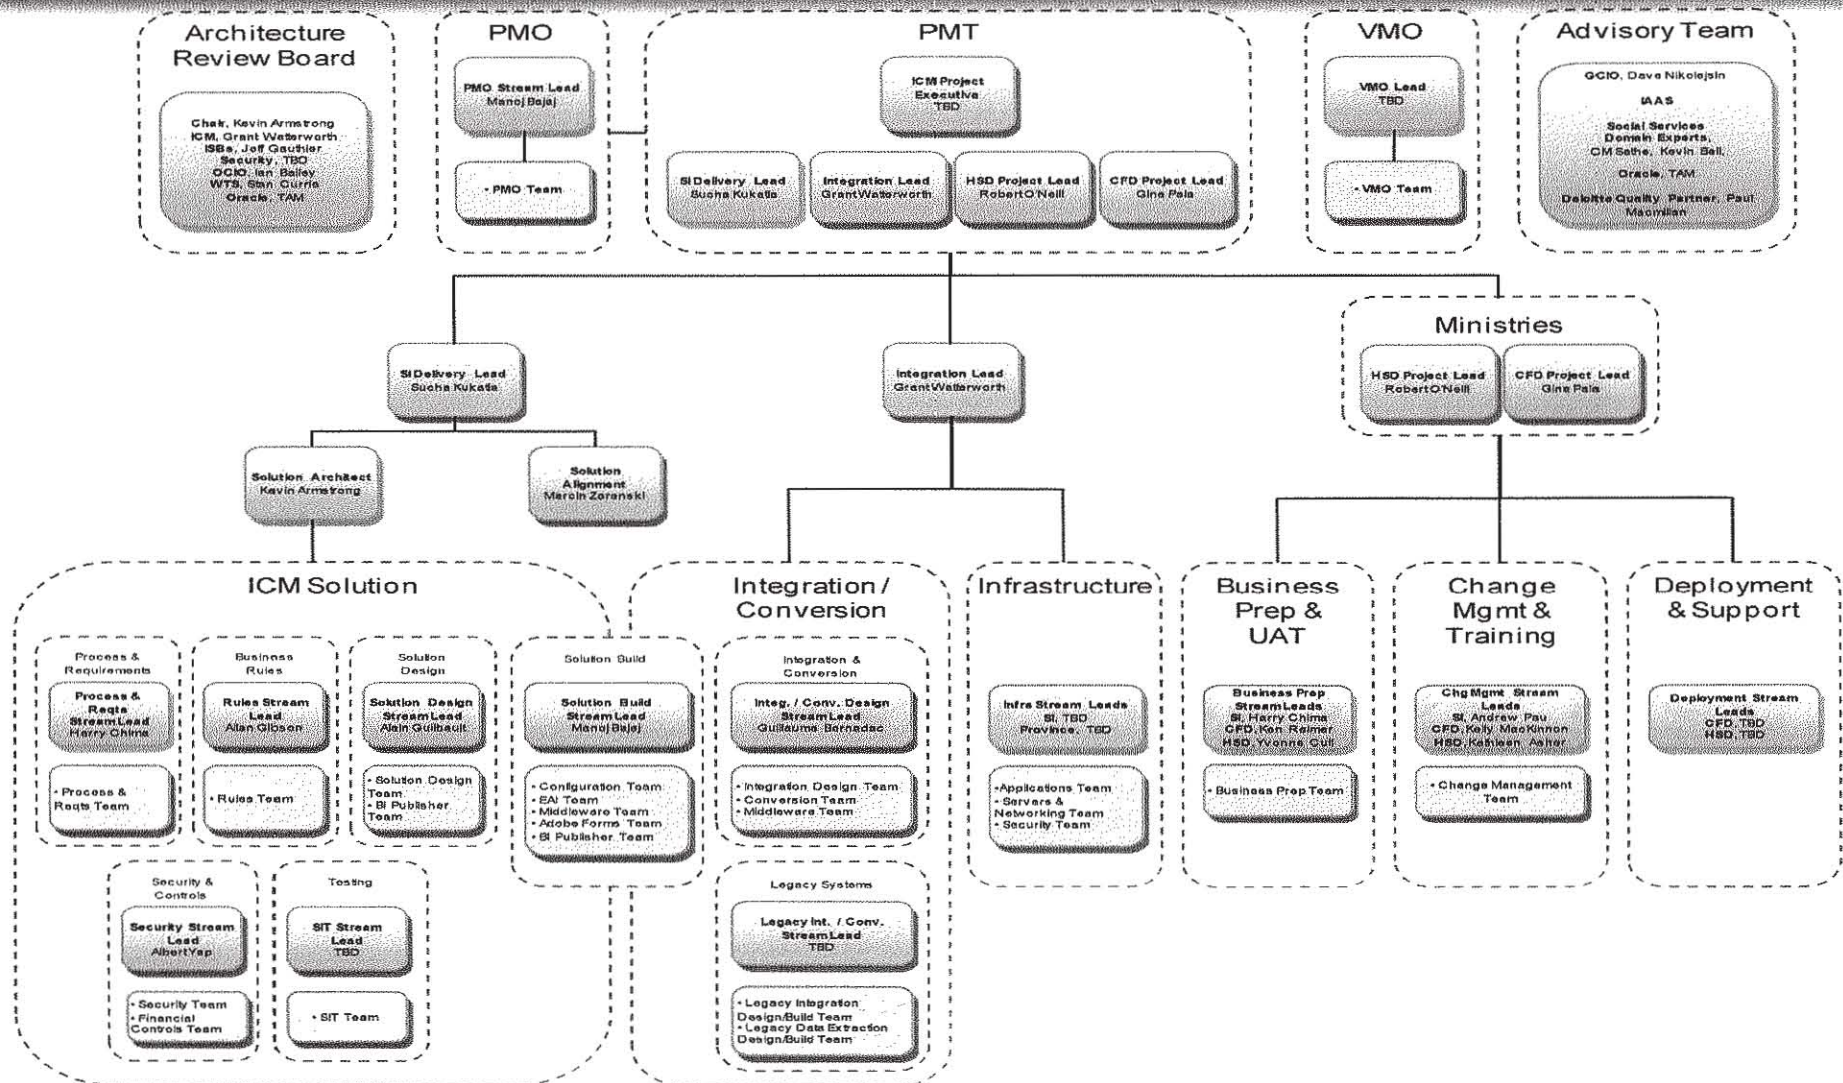 Architecture
Review Board
Chair, Kevin Armstrong
ICM, Grant Watterworth
ISBs, Jeff Gauthier
Security, TBD
OCIO, Ian Bailey
WTS, Stan Currie
Oracle, TAM
PMO
PMO Stream Lead
Manoj Bajaj
• PMO Team
PMT
ICM Project
Executive
TBD
SI Delivery Lead
Sucha Kukatla
Integration Lead
Grant Watterworth
HSD Project Lead
Robert O'Neill
CFD Project Lead
Gine Pala
VMO
VMO Lead
TBD
• VMO Team
Advisory Team
GCIO, Dave Nikolejsin
IAAS
Social Services
Domain Experts,
CM Sethe, Kevin Bell,
Oracle, TAM
Deloitte Quality Partner, Paul
Macmillan
SI Delivery Lead
Sucha Kukatla
Integration Lead
Grant Watterworth
Ministries
HSD Project Lead
Robert O'Neill
CFD Project Lead
Gine Pala
Solution Architect
Kevin Armstrong
Solution
Alignment
Marcin Zaranski
ICM Solution
Process &
Requirements
Process &
Reqts
Stream Lead
Harry Chima
• Process &
Reqts Team
Business
Rules
Rules Stream
Lead
Allan Gibson
• Rules Team
Solution
Design
Solution Design
Stream Lead
Alain Guilbault
• Solution Design
Team
• BI Publisher
Team
Solution Build
Solution Build
Stream Lead
Manoj Bajaj
• Configuration Team
• EAI Team
• Middleware Team
• Adobe Forms Team
• BI Publisher Team
Security &
Controls
Security Stream
Lead
Albert Yap
• Security Team
• Financial
Controls Team
Testing
SIT Stream
Lead
TBD
• SIT Team
Integration /
Conversion
Integration &
Conversion
Integ. / Conv. Design
Stream Lead
Guillaume Bernadac
• Integration Design Team
• Conversion Team
• Middleware Team
Legacy Systems
Legacy Int. / Conv.
Stream Lead
TBD
• Legacy Integration
Design/Build Team
• Legacy Data Extraction
Design/Build Team
Infrastructure
Infra Stream Leads
SI, TBD
Province, TBD
• Applications Team
• Servers &
Networking Team
• Security Team
Business
Prep &
UAT
Business Prep
Stream Leads
SI, Harry Chima
CFD, Ken Reimer
HSD, Yvonne Cull
• Business Prep Team
Change
Mgmt &
Training
Chg Mgmt Stream
Leads
SI, Andrew Pau
CFD, Kelly MacKinnon
HSD, Kathleen Asher
• Change Management
Team
Deployment
& Support
Deployment Stream
Leads
CFD, TBD
HSD, TBD